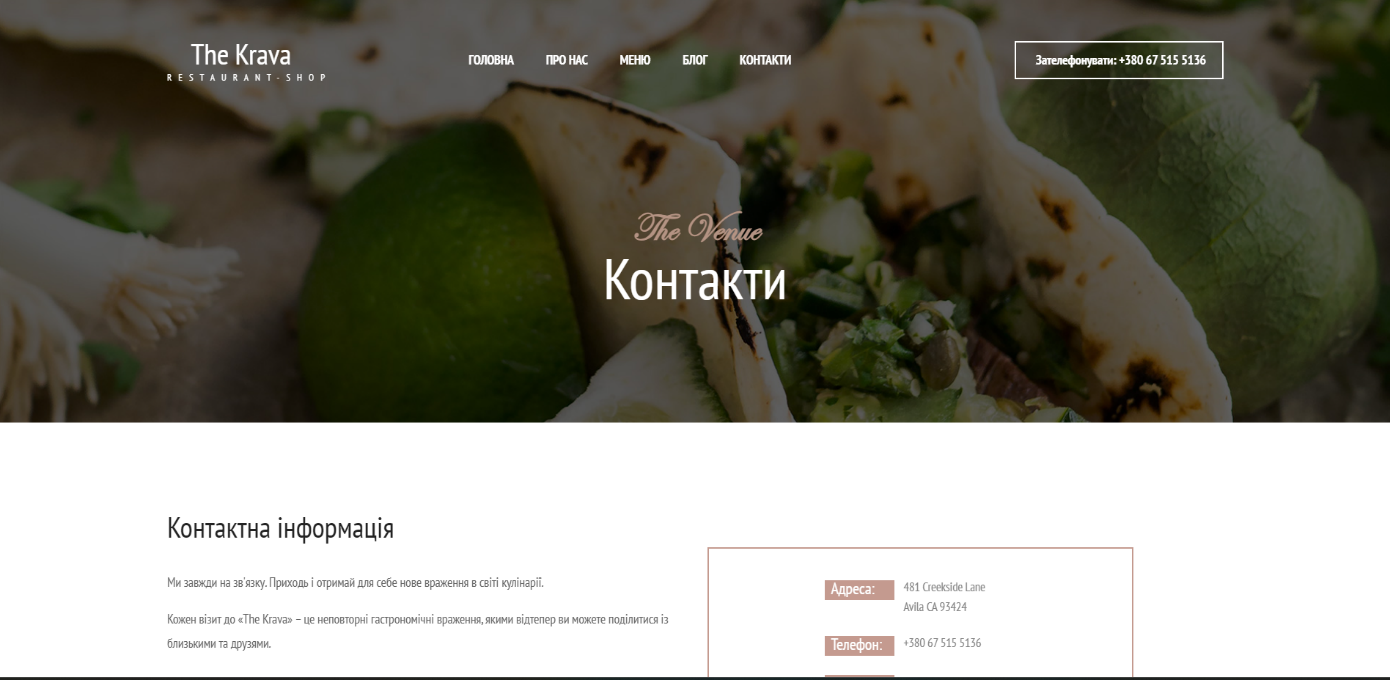 The Krava
RESTAURANT-SHOP
ГОЛОВНА ПРО НАС МЕНЮ БЛОГ КОНТАКТИ
Зателефонувати: +380 67 515 5136
The Venue
Контакти
Контактна інформація
Ми завжди на зв'язку. Приходь і отримай для себе нове враження в світі кулінарії.
Кожен візит до «The Krava» – це неповторні гастрономічні враження, якими відтепер ви можете поділитися із
близькими та друзями.
Адреса: 481 Creekside Lane
Avila CA 93424
Телефон: +380 67 515 5136